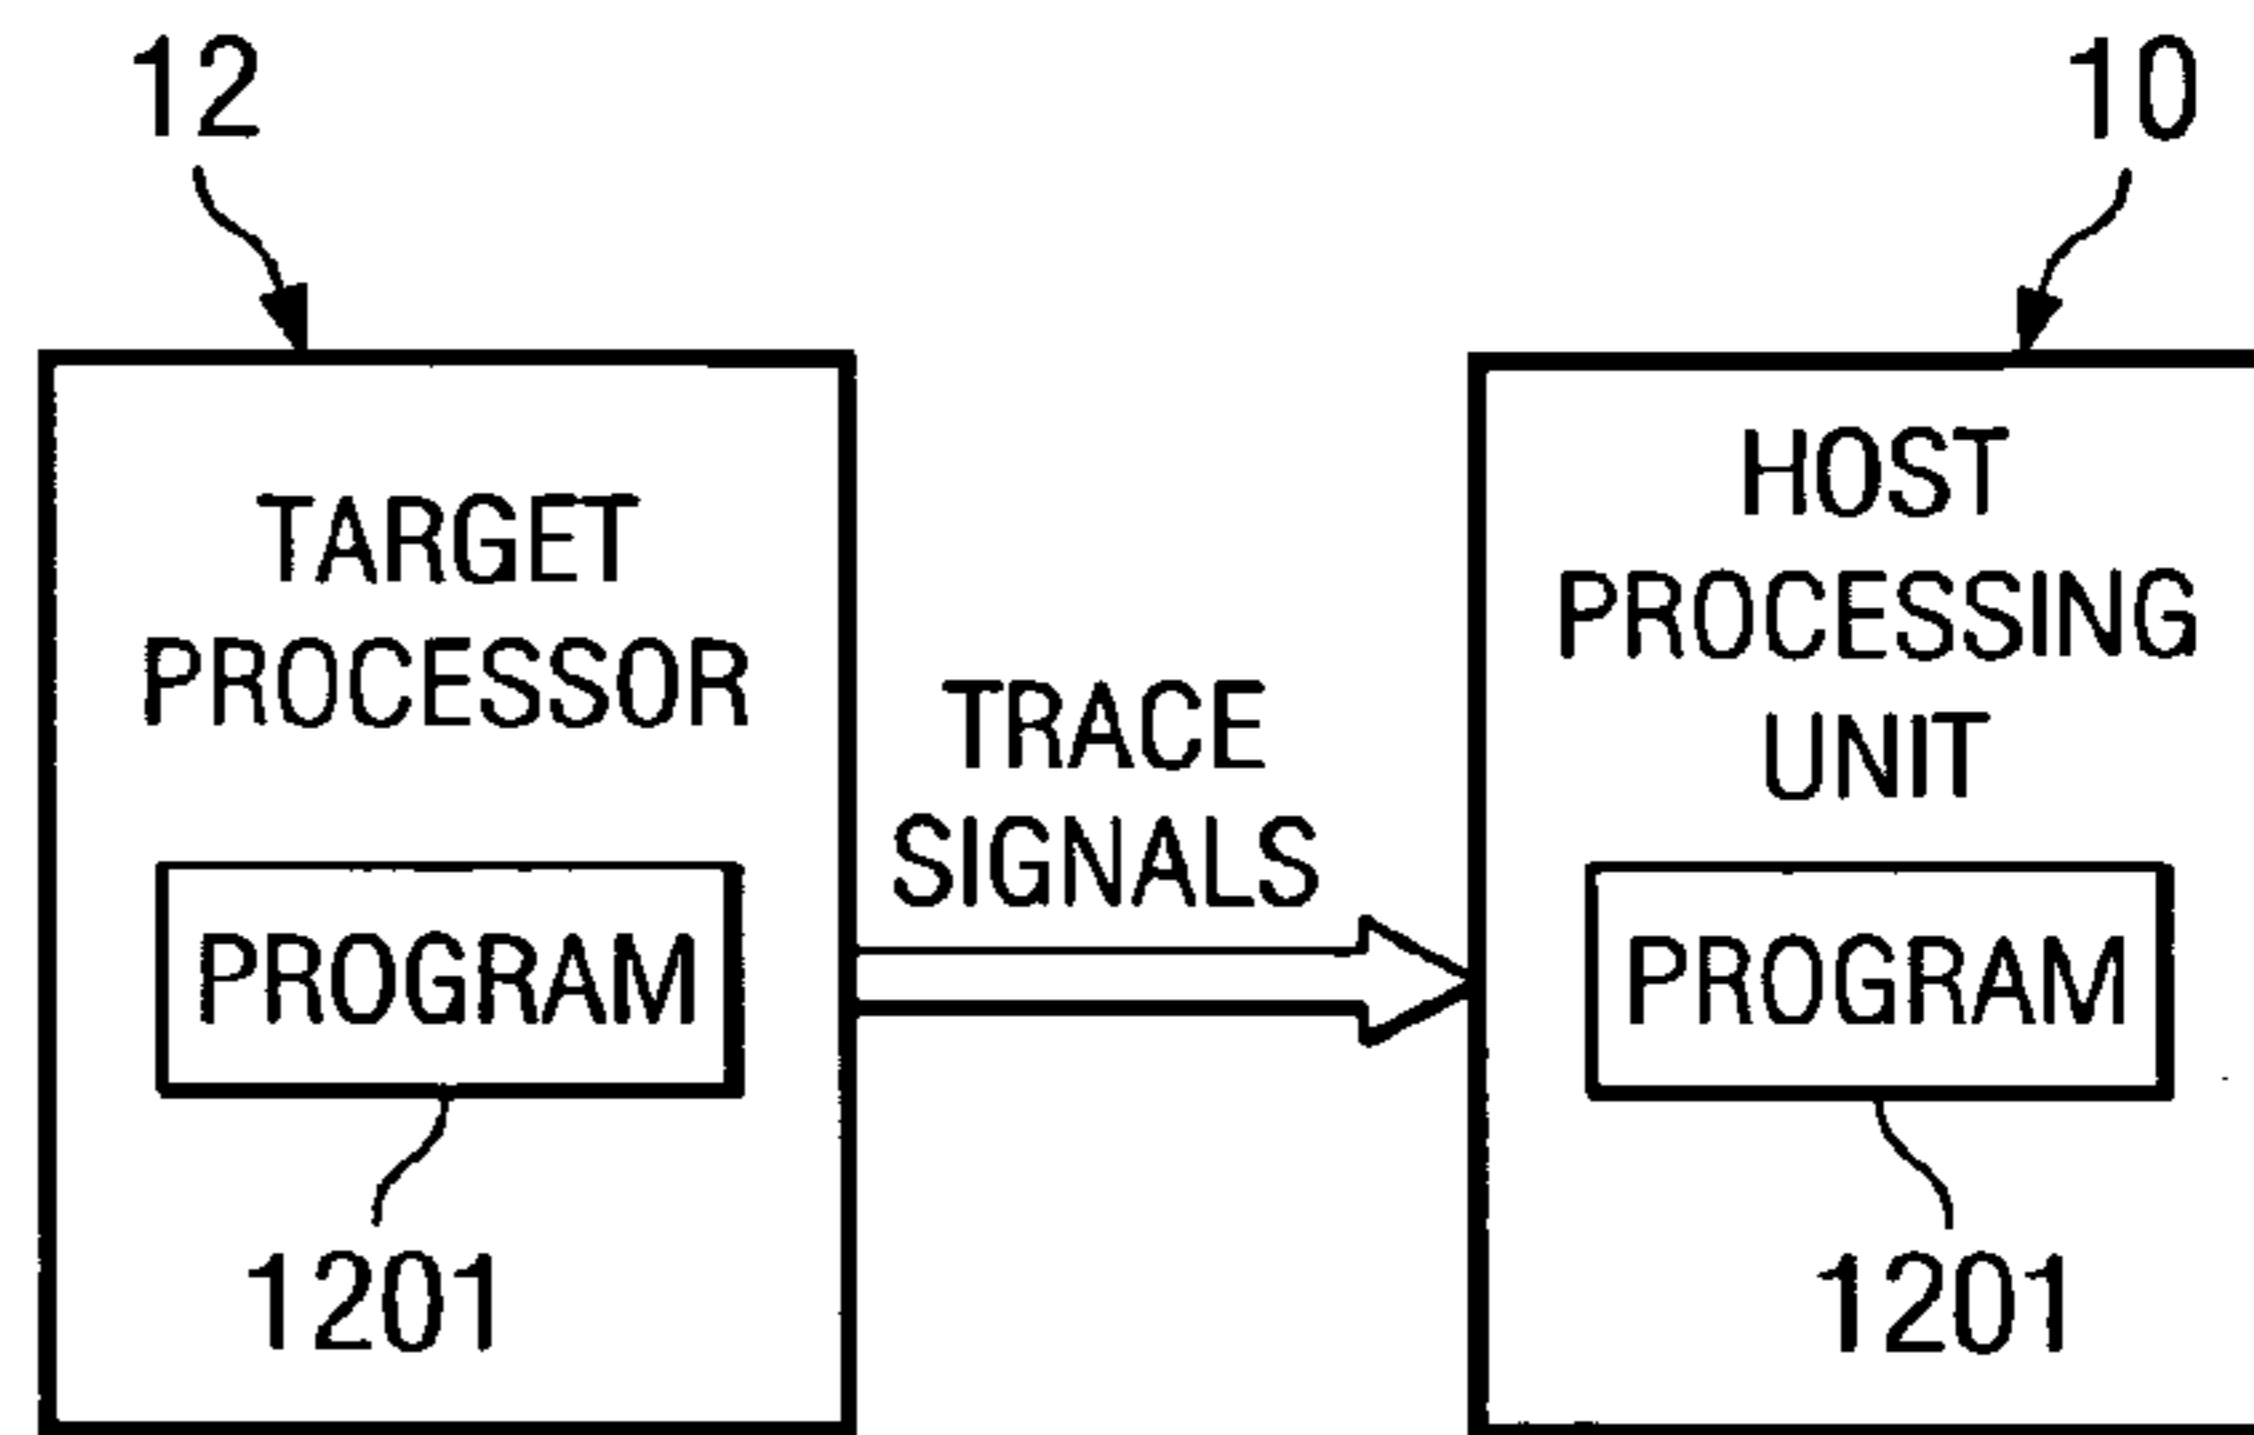 12
10
TARGET
PROCESSOR
PROGRAM
1201
TRACE
SIGNALS
HOST
PROCESSING
UNIT
PROGRAM
1201